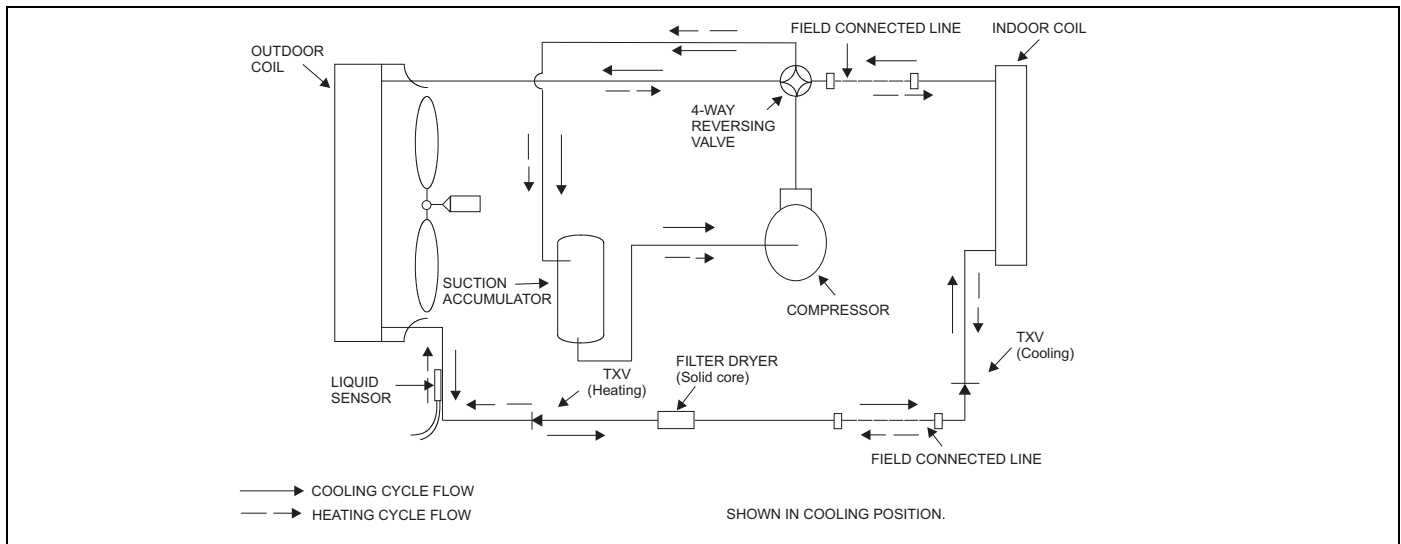 FIELD CONNECTED LINE
INDOOR COIL
OUTDOOR
COIL
4-WAY
REVERSING
VALVE
SUCTION
ACCUMULATOR
COMPRESSOR
TXV
(Cooling)
FILTER DRYER
(Solid core)
TXV
(Heating)
LIQUID
SENSOR
FIELD CONNECTED LINE
COOLING CYCLE FLOW
HEATING CYCLE FLOW
SHOWN IN COOLING POSITION.